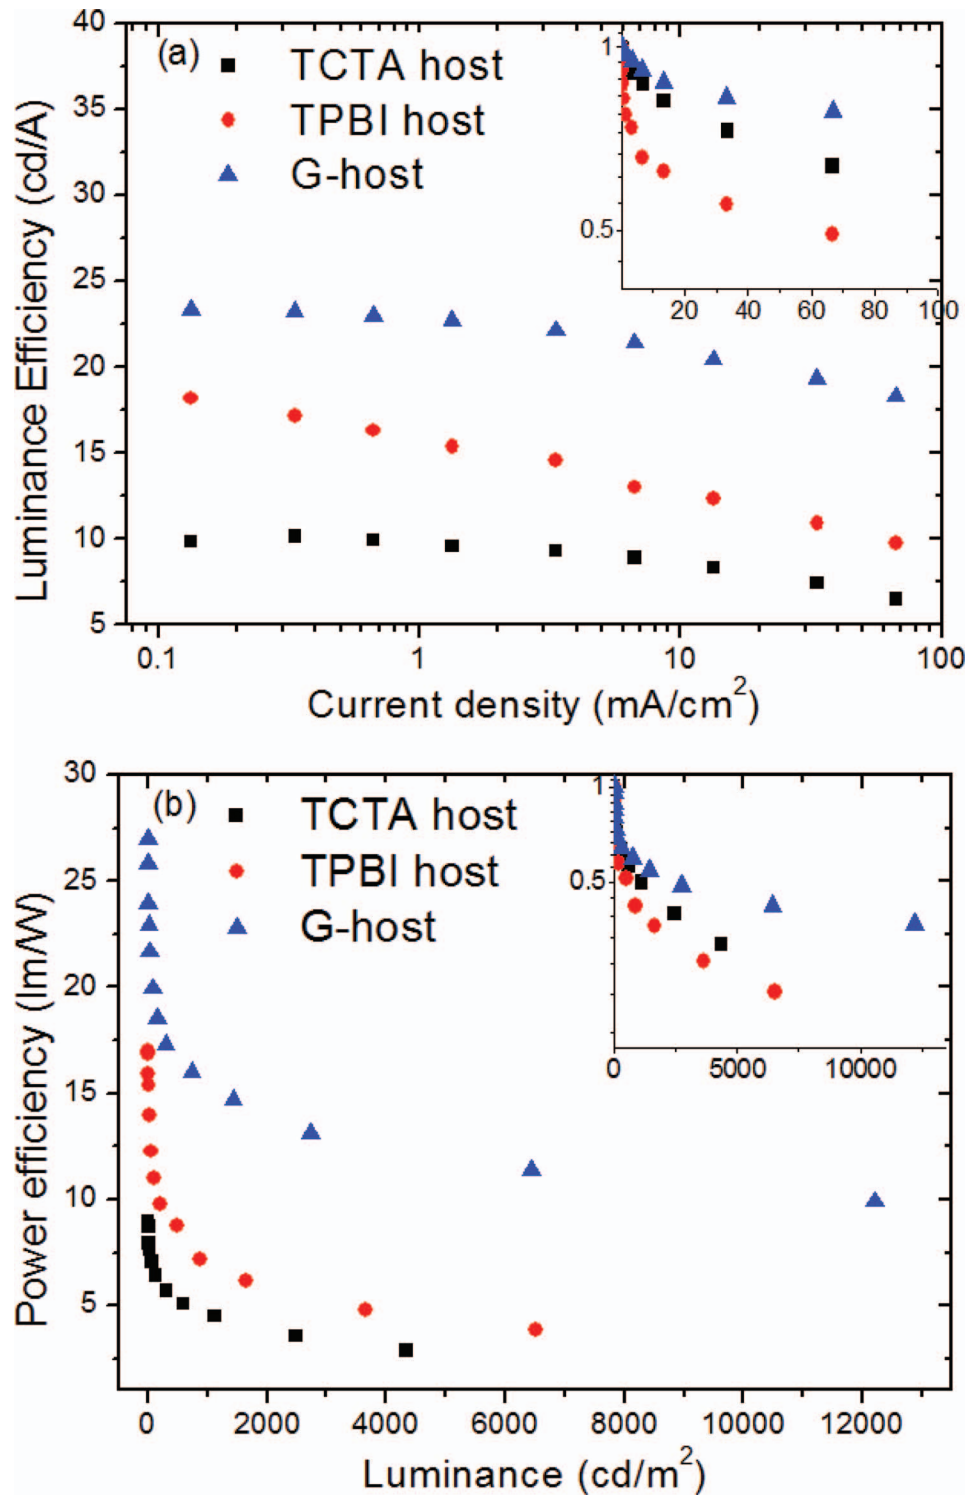 40
35
30
25
20
15
10
5
Luminance Efficiency (cd/A)
(a)
TCTA host
TPBI host
G-host
1
0.5
20 40 60 80 100
0.1 1 10 100
Current density (mA/cm²)
30
25
20
15
10
5
Power efficiency (lm/W)
(b)
TCTA host
TPBI host
G-host
1
0.5
0 5000 10000
0 2000 4000 6000 8000 10000 12000
Luminance (cd/m²)